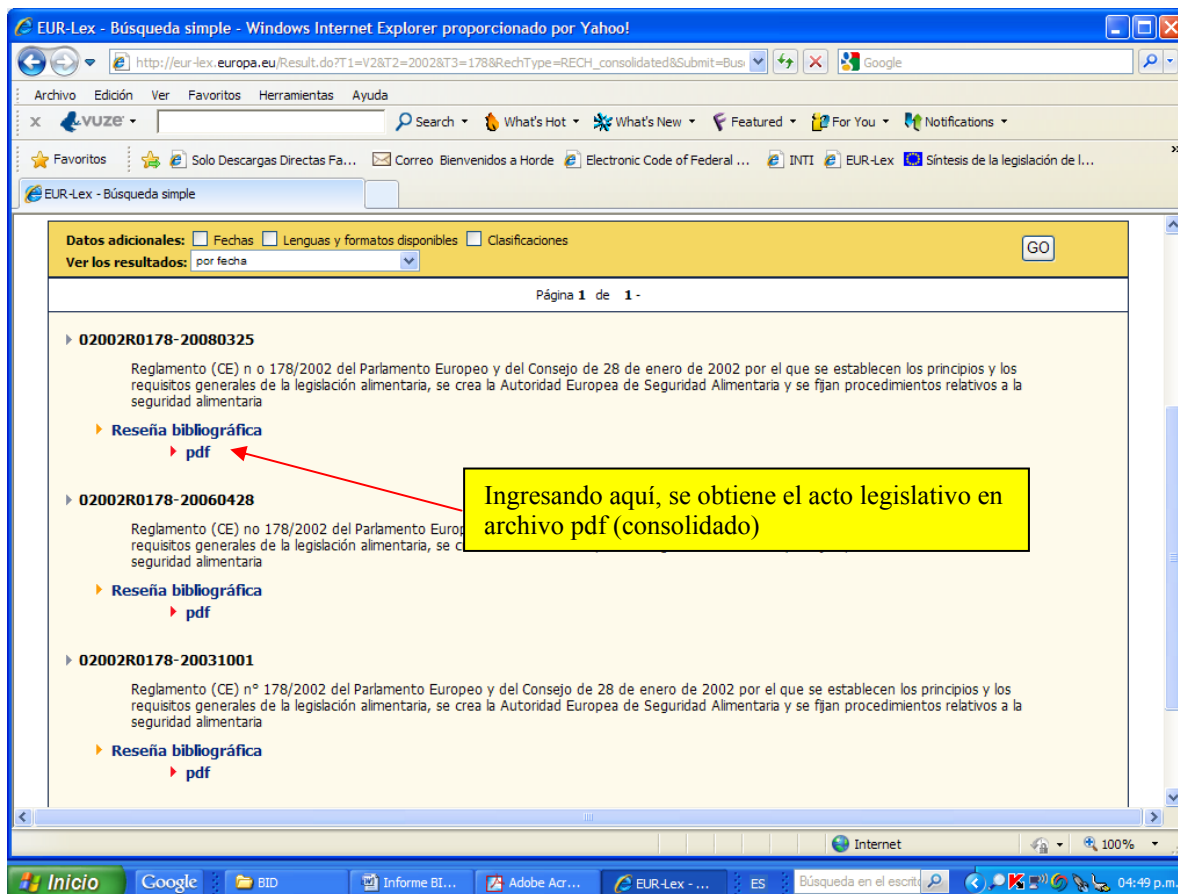 EUR-Lex - Búsqueda simple - Windows Internet Explorer proporcionado por Yahoo!
http://eur-lex.europa.eu/Result.do?T1=V2&T2=2002&T3=178&RechType=RECH_consolidated&Submit=Bus
Google
Archivo Edición Ver Favoritos Herramientas Ayuda
x vuze Search What's Hot What's New Featured For You Notifications
Favoritos Solo Descargas Directas Fa... Correo Bienvenidos a Horde Electronic Code of Federal ... INTI EUR-Lex Síntesis de la legislación de l... »
EUR-Lex - Búsqueda simple
Datos adicionales: Fechas Lenguas y formatos disponibles Clasificaciones
GO
Ver los resultados: por fecha
Página 1 de 1 -
02002R0178-20080325
Reglamento (CE) n o 178/2002 del Parlamento Europeo y del Consejo de 28 de enero de 2002 por el que se establecen los principios y los
requisitos generales de la legislación alimentaria, se crea la Autoridad Europea de Seguridad Alimentaria y se fijan procedimientos relativos a la
seguridad alimentaria
Reseña bibliográfica
pdf
Ingresando aquí, se obtiene el acto legislativo en
archivo pdf (consolidado)
02002R0178-20060428
Reglamento (CE) no 178/2002 del Parlamento Europ
requisitos generales de la legislación alimentaria, se c
seguridad alimentaria
Reseña bibliográfica
pdf
02002R0178-20031001
Reglamento (CE) n° 178/2002 del Parlamento Europeo y del Consejo de 28 de enero de 2002 por el que se establecen los principios y los
requisitos generales de la legislación alimentaria, se crea la Autoridad Europea de Seguridad Alimentaria y se fijan procedimientos relativos a la
seguridad alimentaria
Reseña bibliográfica
pdf
Internet 100%
Inicio Google BID Informe BI... Adobe Acr... EUR-Lex - ... ES Búsqueda en el escrito 04:49 p.m.